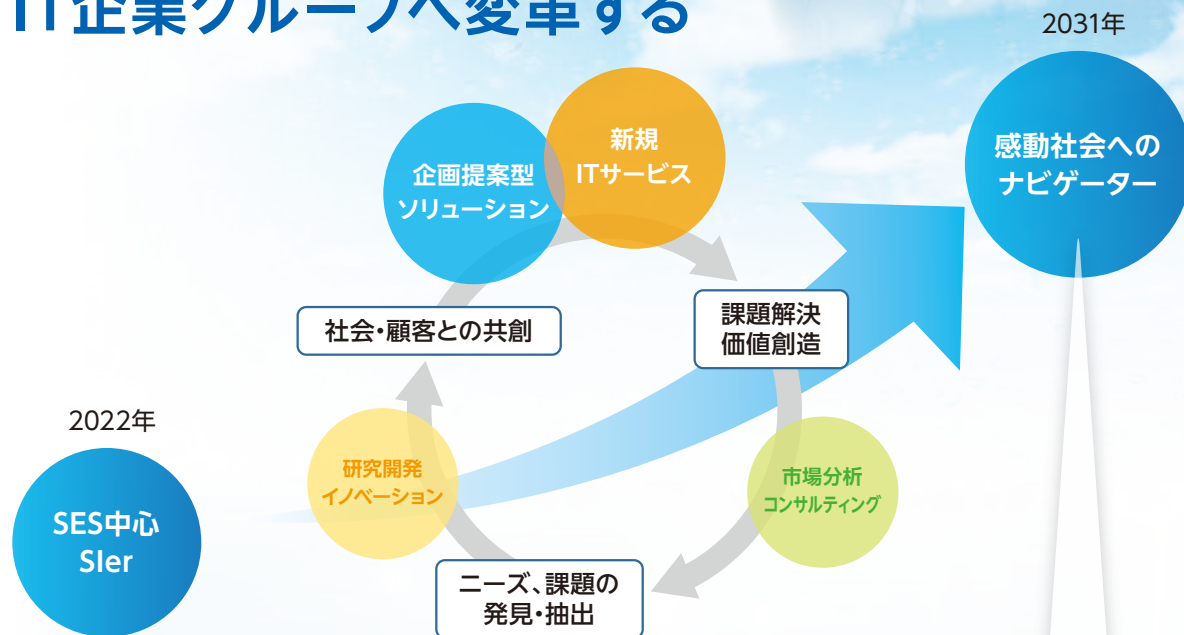 IT企業グループへ変革する
2031年
感動社会への
ナビゲーター
新規
ITサービス
企画提案型
ソリューション
社会・顧客との共創
課題解決
価値創造
2022年
SES中心
SIer
研究開発
イノベーション
市場分析
コンサルティング
ニーズ、課題の
発見・抽出